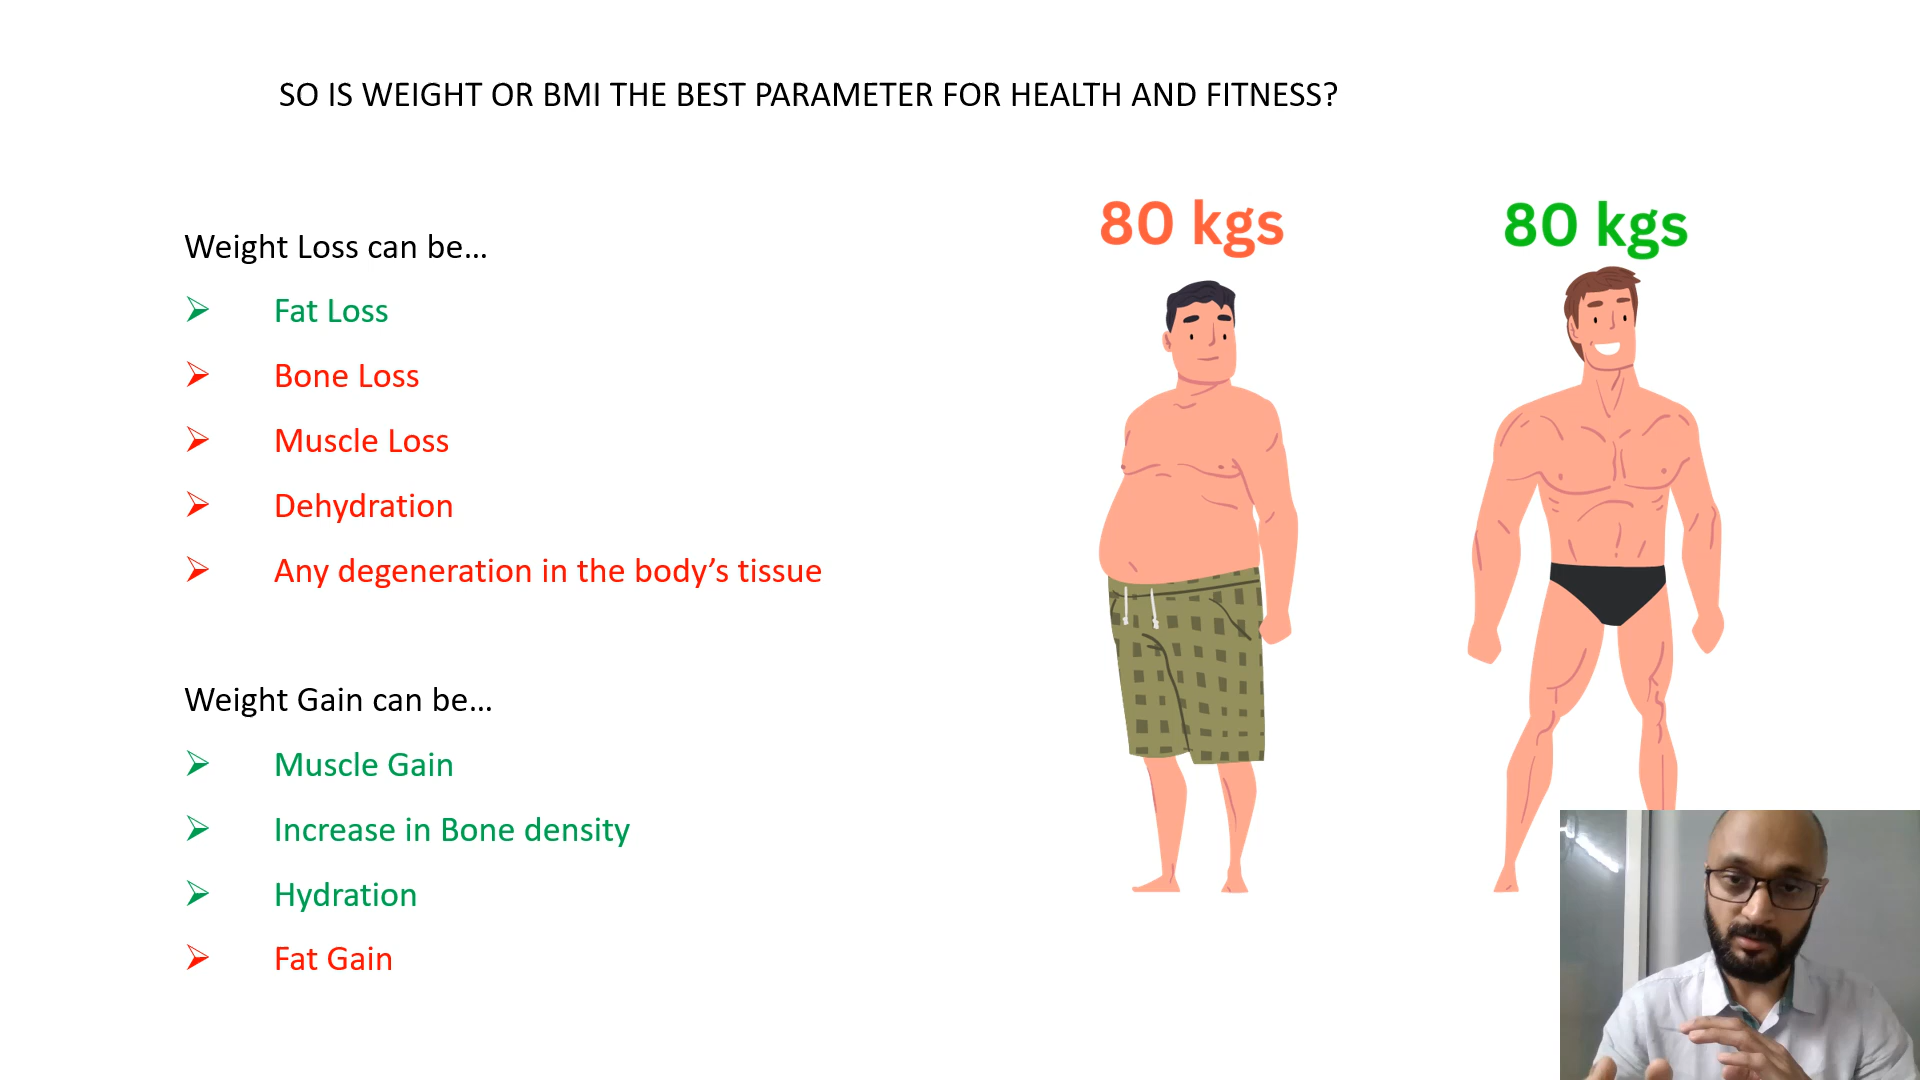 SO IS WEIGHT OR BMI THE BEST PARAMETER FOR HEALTH AND FITNESS?
80 kgs
80 kgs
Weight Loss can be...
Fat Loss
Bone Loss
Muscle Loss
Dehydration
Any degeneration in the body’s tissue
Weight Gain can be...
Muscle Gain
Increase in Bone density
Hydration
Fat Gain